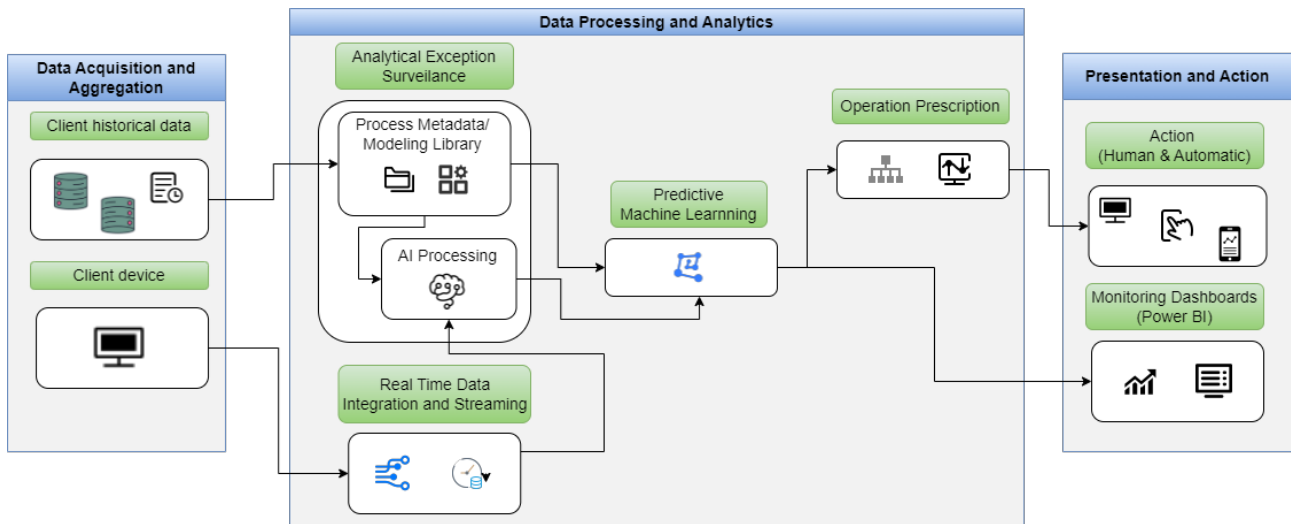 Data Processing and Analytics
Data Acquisition and
Aggregation
Client historical data
Client device
Analytical Exception
Surveilance
Process Metadata/
Modeling Library
AI Processing
Real Time Data
Integration and Streaming
Predictive
Machine Learnning
Operation Prescription
Presentation and Action
Action
(Human & Automatic)
Monitoring Dashboards
(Power BI)